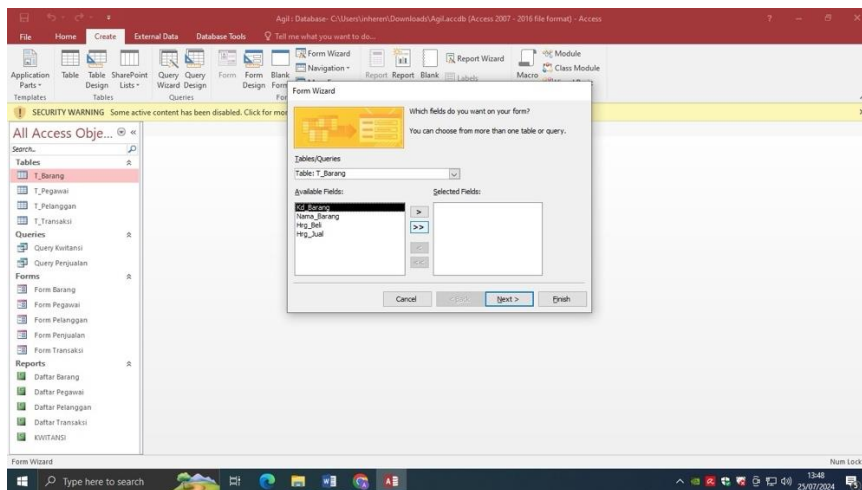 Agil : Database- C:\Users\inheren\Downloads\Agil.accdb (Access 2007 - 2016 file format) - Access
File Home Create External Data Database Tools Tell me what you want to do...
Application Parts
Table
Table Design
SharePoint Lists
Query Wizard
Query Design
Form
Form Design
Blank Form
Form Wizard
Navigation
Report
Report
Blank
Report Wizard
Labels
Macro
Module
Class Module
Templates Tables Queries
SECURITY WARNING Some active content has been disabled. Click for
All Access Obje...
Search..
Tables
T_Barang
T_Pegawai
T_Pelanggan
T_Transaksi
Queries
Query Kwitansi
Query Penjualan
Forms
Form Barang
Form Pegawai
Form Pelanggan
Form Penjualan
Form Transaksi
Reports
Daftar Barang
Daftar Pegawai
Daftar Pelanggan
Daftar Transaksi
KWITANSI
Form Wizard
Which fields do you want on your form?
You can choose from more than one table or query.
Tables/Queries
Table: T_Barang
Available Fields: Selected Fields:
Kd_Barang
Nama_Barang
Hrg_Beli
Hrg_Jual
>
>>
<
<<
Cancel < Back Next > Finish
Form Wizard Num Lock
Type here to search
13:48
25/07/2024